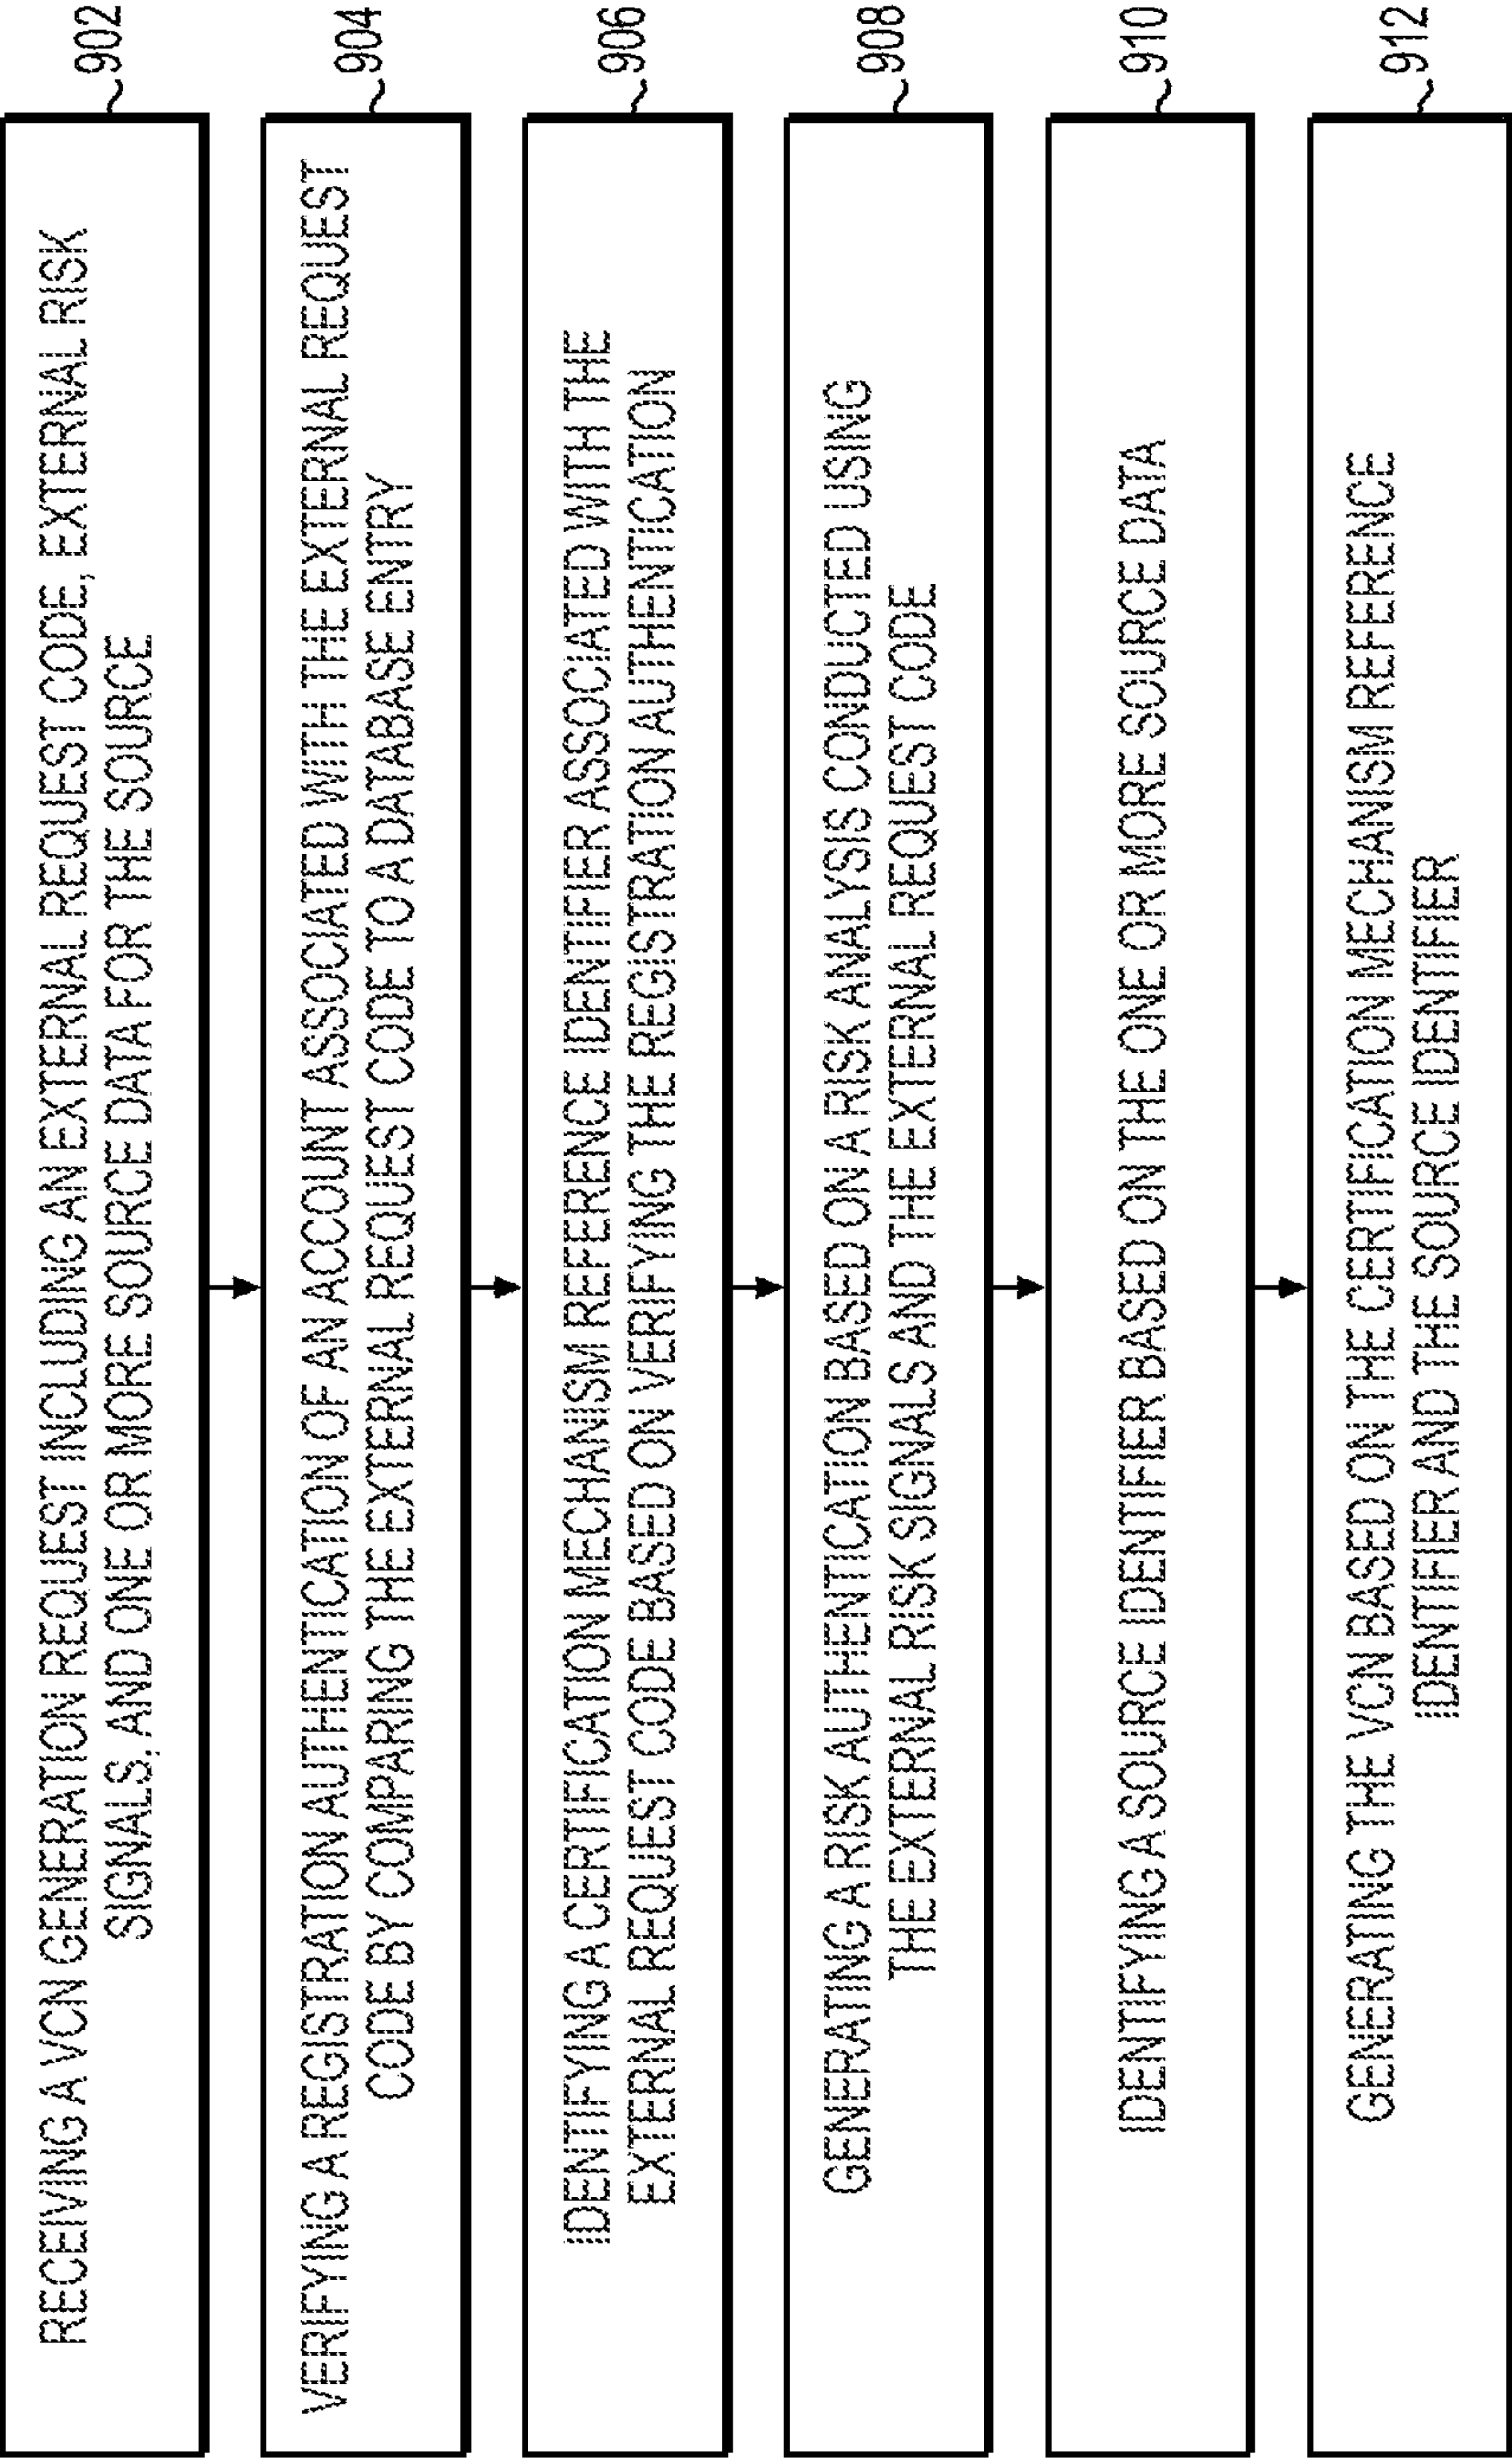 RECEIVING A VCN GENERATION REQUEST INCLUDING AN EXTERNAL REQUEST CODE, EXTERNAL RISK
SIGNALS, AND ONE OR MORE SOURCE DATA FOR THE SOURCE
902
VERIFYING A REGISTRATION AUTHENTICATION OF AN ACCOUNT ASSOCIATED WITH THE EXTERNAL REQUEST
CODE BY COMPARING THE EXTERNAL REQUEST CODE TO A DATABASE ENTRY
904
IDENTIFYING A CERTIFICATION MECHANISM REFERENCE IDENTIFIER ASSOCIATED WITH THE
EXTERNAL REQUEST CODE BASED ON VERIFYING THE REGISTRATION AUTHENTICATION
906
GENERATING A RISK AUTHENTICATION BASED ON A RISK ANALYSIS CONDUCTED USING
THE EXTERNAL RISK SIGNALS AND THE EXTERNAL REQUEST CODE
908
IDENTIFYING A SOURCE IDENTIFIER BASED ON THE ONE OR MORE SOURCE DATA
910
GENERATING THE VCN BASED ON THE CERTIFICATION MECHANISM REFERENCE
IDENTIFIER AND THE SOURCE IDENTIFIER
912